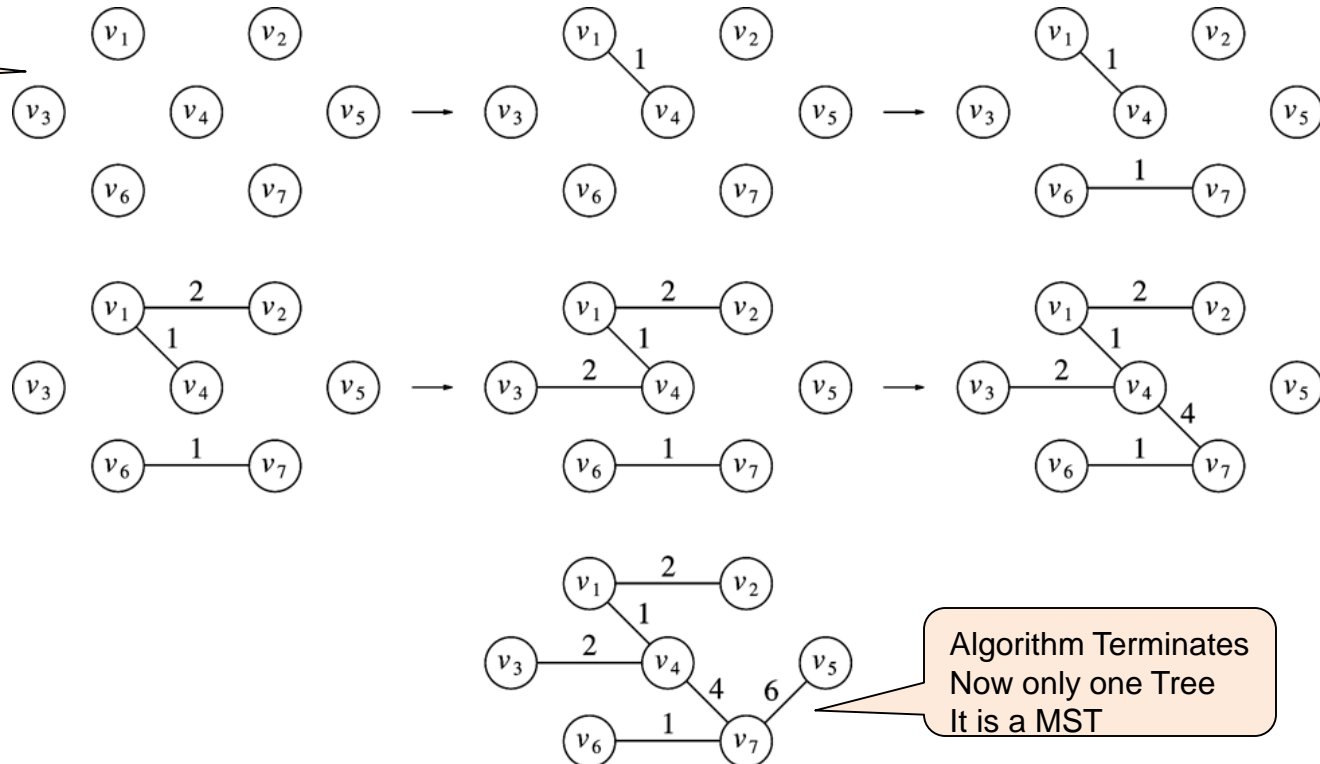 v1 v2 v1 v2 v1 v2
1 1
v3 v4 v5 v3 v4 v5 v3 v4 v5
1
v6 v7 v6 v7 v6 v7
2 2 2
v1 v2 v1 v2 v1 v2
1 1 1
2 2
v3 v4 v5 v3 v4 v5 v3 v4 v5
4
1 1 1
v6 v7 v6 v7 v6 v7
2
v1 v2
1
2
v3 v4 v5
4 6
1
v6 v7
Algorithm Terminates
Now only one Tree
It is a MST